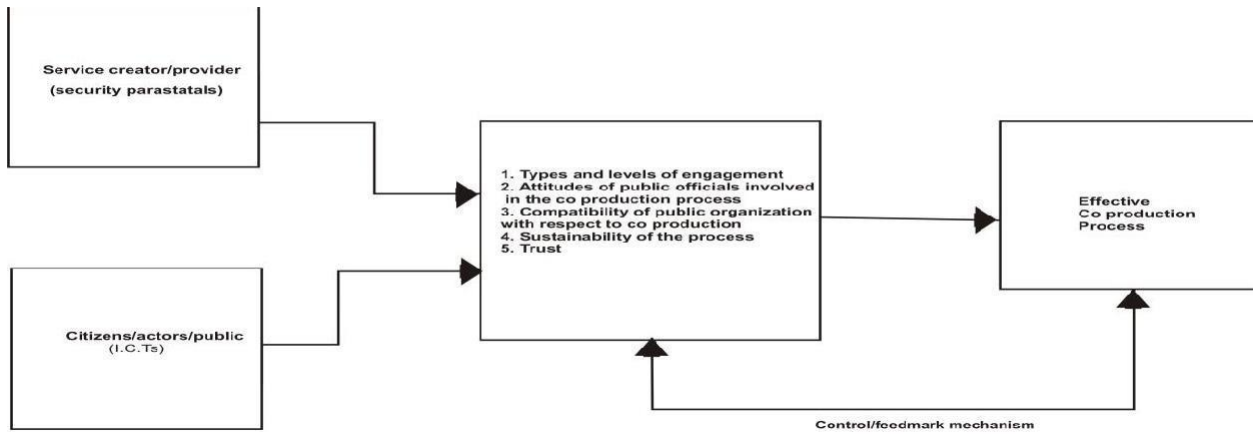 Service creator/provider
(security parastatals)
1. Types and levels of engagement
2. Attitudes of public officials involved
in the co production process
3. Compatibility of public organization
with respect to co production
4. Sustainability of the process
5. Trust
Effective
Co production
Process
Citizens/actors/public
(I.C.Ts)
Control/feedmark mechanism